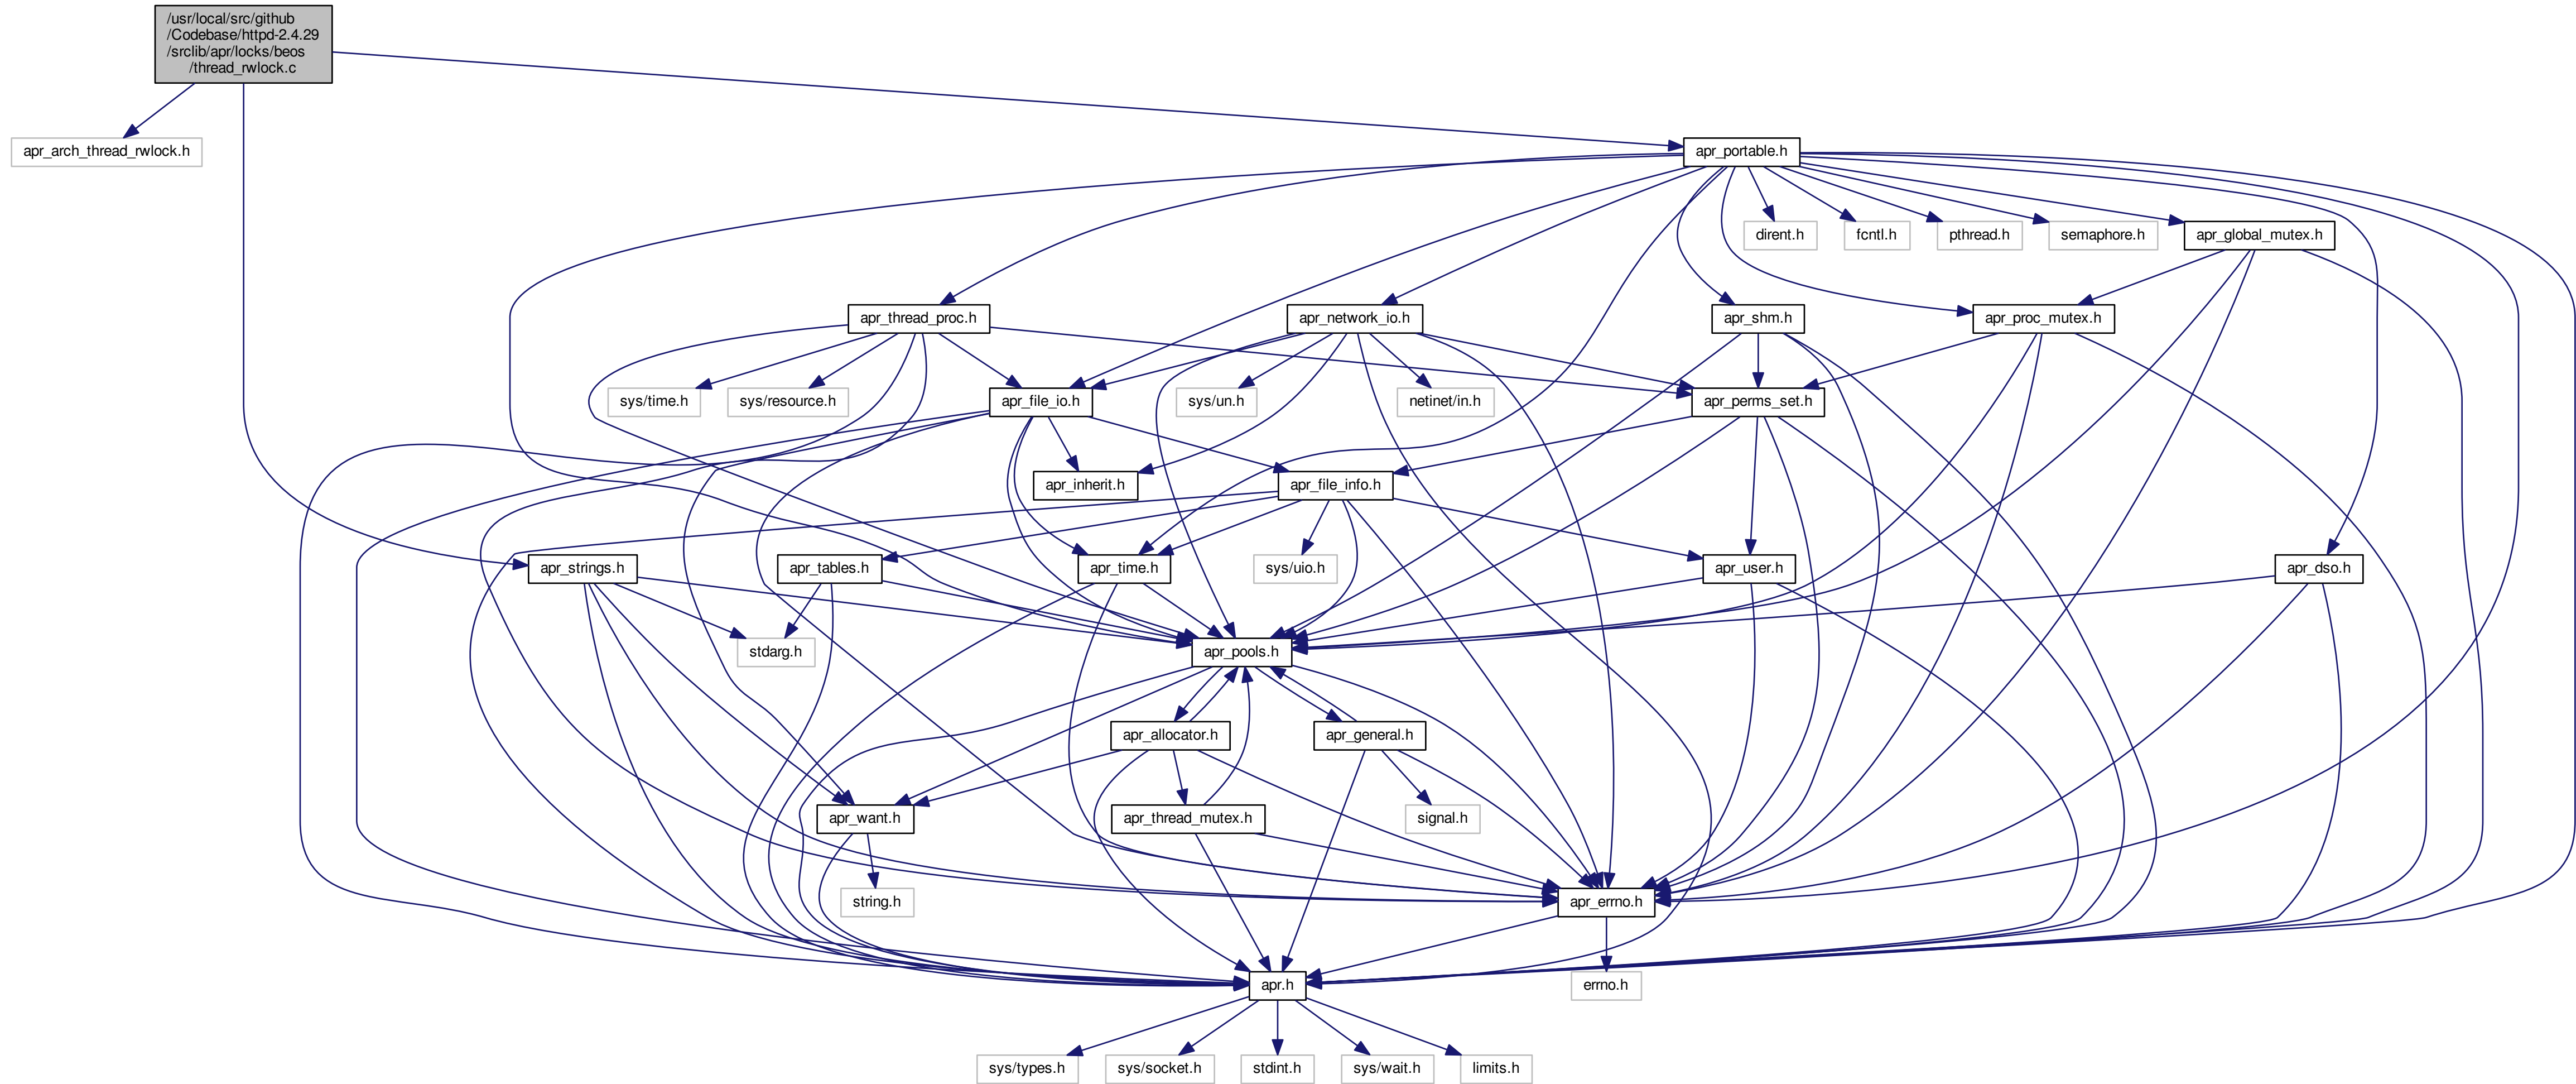 /usr/local/src/github
/Codebase/httpd-2.4.29
/srclib/apr/locks/beos
/thread_rwlock.c
apr_arch_thread_rwlock.h
apr_portable.h
dirent.h
fcntl.h
pthread.h
semaphore.h
apr_global_mutex.h
apr_thread_proc.h
apr_network_io.h
apr_shm.h
apr_proc_mutex.h
sys/time.h
sys/resource.h
apr_file_io.h
sys/un.h
netinet/in.h
apr_perms_set.h
apr_inherit.h
apr_file_info.h
apr_strings.h
apr_tables.h
apr_time.h
sys/uio.h
apr_user.h
apr_dso.h
stdarg.h
apr_pools.h
apr_allocator.h
apr_general.h
apr_want.h
apr_thread_mutex.h
signal.h
string.h
apr_errno.h
apr.h
errno.h
sys/types.h
sys/socket.h
stdint.h
sys/wait.h
limits.h